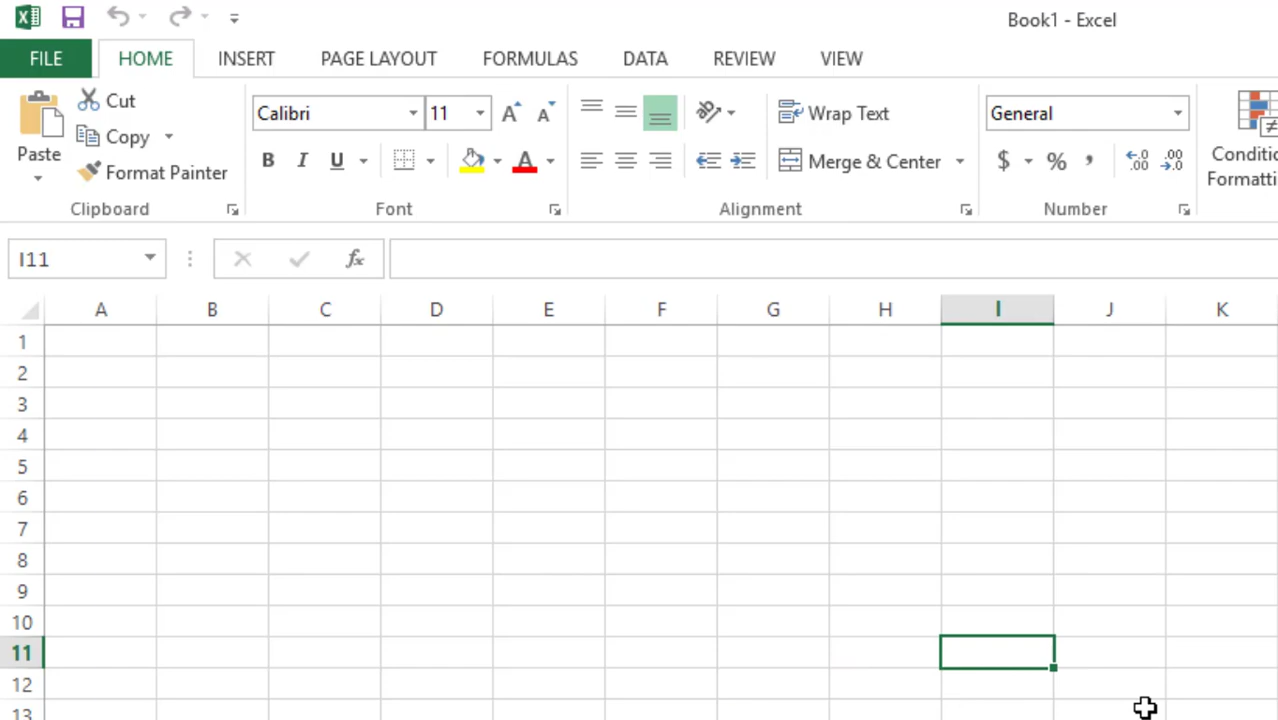 Book1 - Excel
FILE HOME INSERT PAGE LAYOUT FORMULAS DATA REVIEW VIEW
Paste
Cut
Copy
Format Painter
Clipboard
Calibri 11
B I U A
Font
Wrap Text
Merge & Center
Alignment
General
$ % ,
Number
I11
fx
A B C D E F G H I J K
1
2
3
4
5
6
7
8
9
10
11
12
13